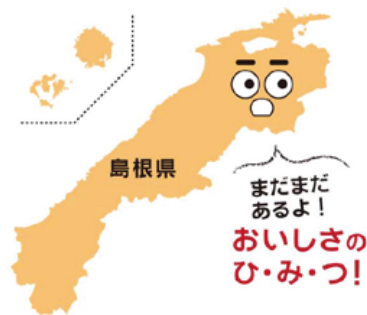 島根県
まだまだ
あるよ！
おいしさの
ひ・み・つ！